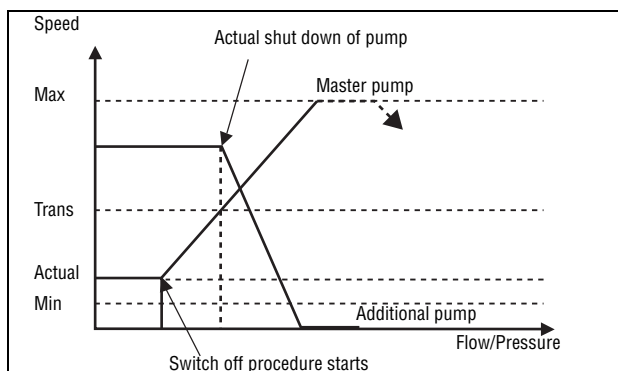 Speed
Actual shut down of pump
Master pump
Max
Trans
Actual
Min
Additional pump
Flow/Pressure
Switch off procedure starts